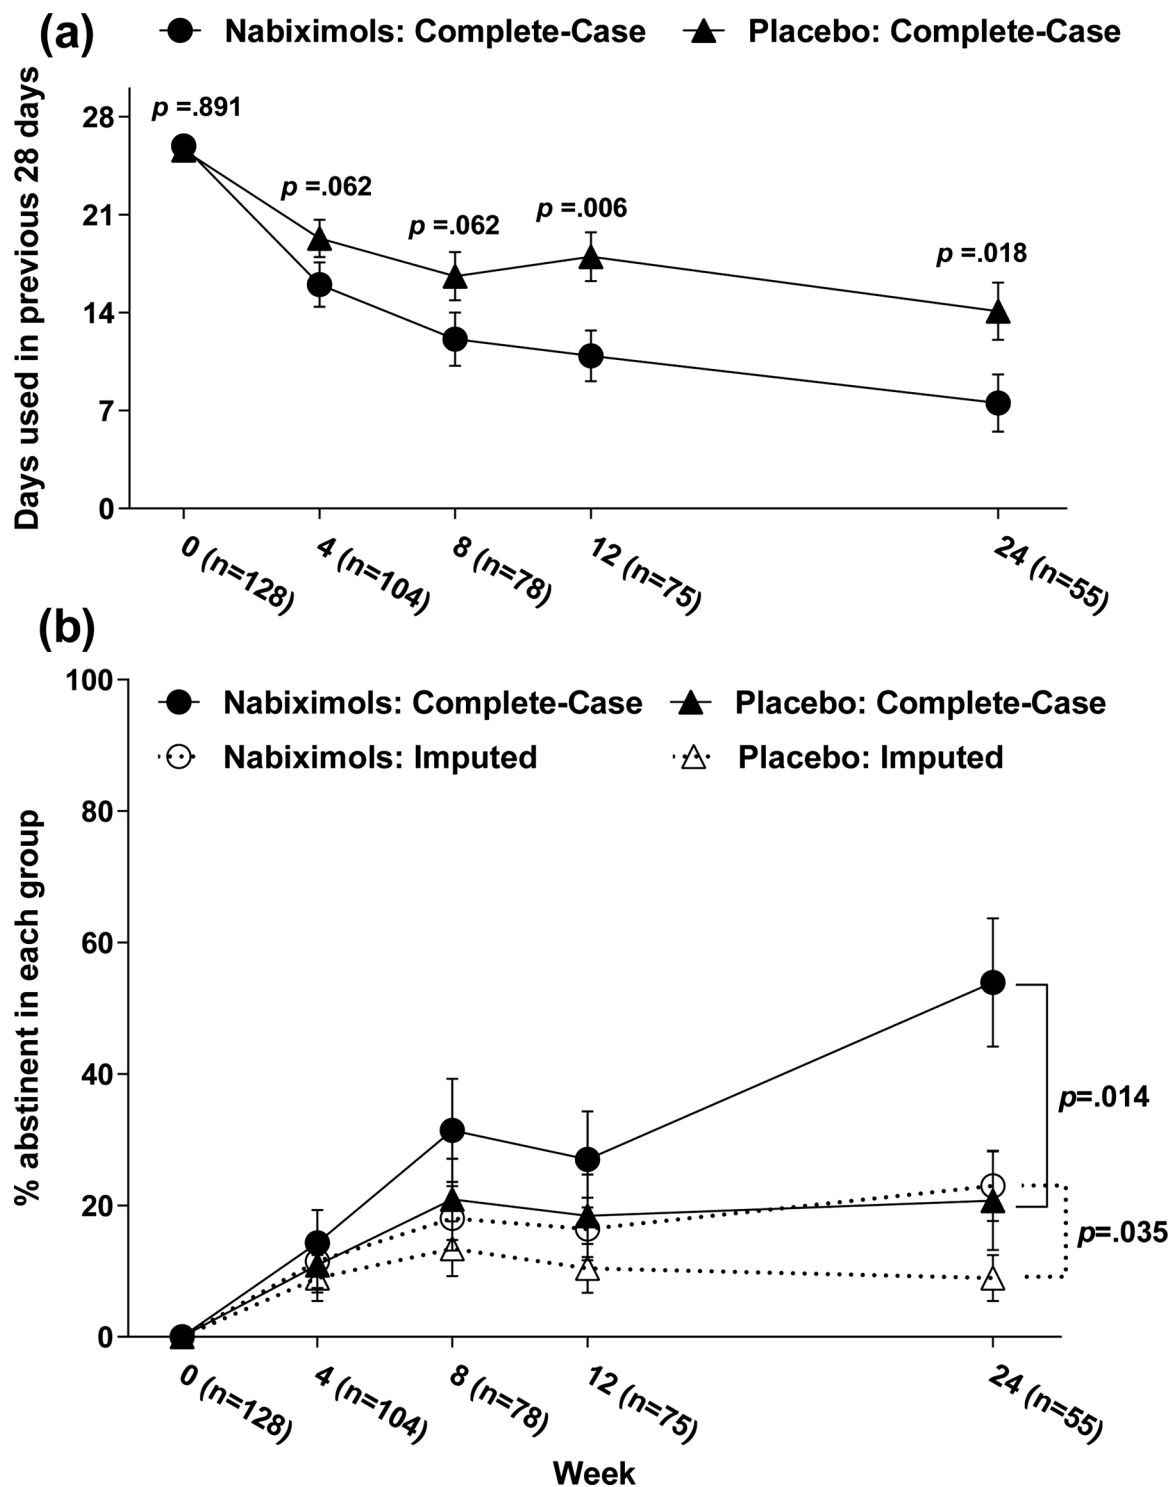 (a) Nabiximols: Complete-Case Placebo: Complete-Case
Days used in previous 28 days
28
21
14
7
0
p =.891
p =.062
p =.062
p =.006
p =.018
0 (n=128)
4 (n=104)
8 (n=78)
12 (n=75)
24 (n=55)
(b)
Nabiximols: Complete-Case Placebo: Complete-Case
Nabiximols: Imputed Placebo: Imputed
% abstinent in each group
100
80
60
40
20
0
p=.014
p=.035
0 (n=128)
4 (n=104)
8 (n=78)
12 (n=75)
24 (n=55)
Week